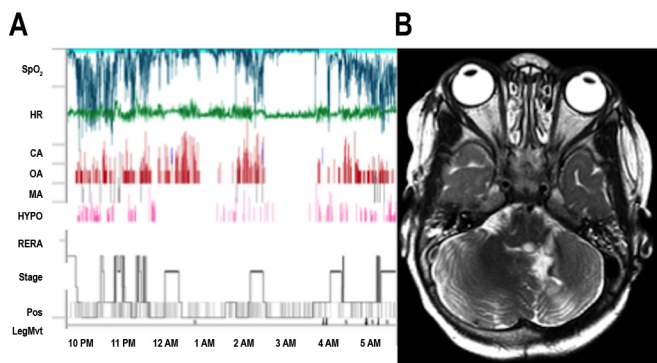 A
B
SpO₂
HR
CA
OA
MA
HYPO
RERA
Stage
Pos
LegMvt
10 PM 11 PM 12 AM 1 AM 2 AM 3 AM 4 AM 5 AM